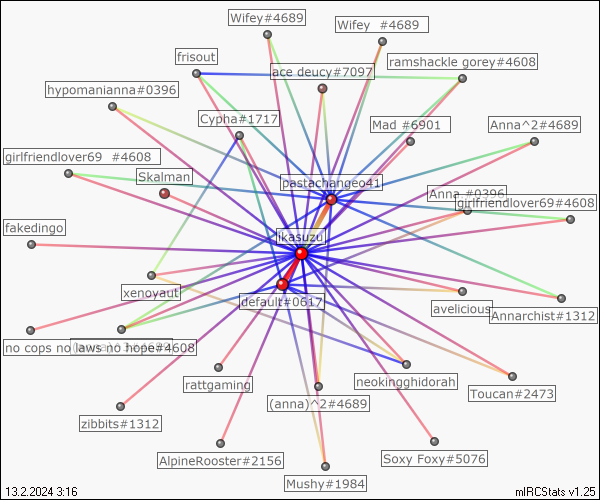 Wifey#4689
Wifey #4689
frisout
ace deucy#7097
ramshackle gorey#4608
hypomanianna#0396
Cypha#1717
Mad #6901
Anna^2#4689
girlfriendlover69 #4608
Skalman
pastachangeo41
Anna #0396
girlfriendlover69#4608
fakedingo
ikasuzu
xenoyaut
default#0617
avelicious
Annarchist#1312
no cops no laws no hope#4608
rattgaming
neokingghidorah
(anna)^2#4689
Toucan#2473
zibbits#1312
AlpineRooster#2156
Soxy Foxy#5076
Mushy#1984
13.2.2024 3:16
mIRCStats v1.25